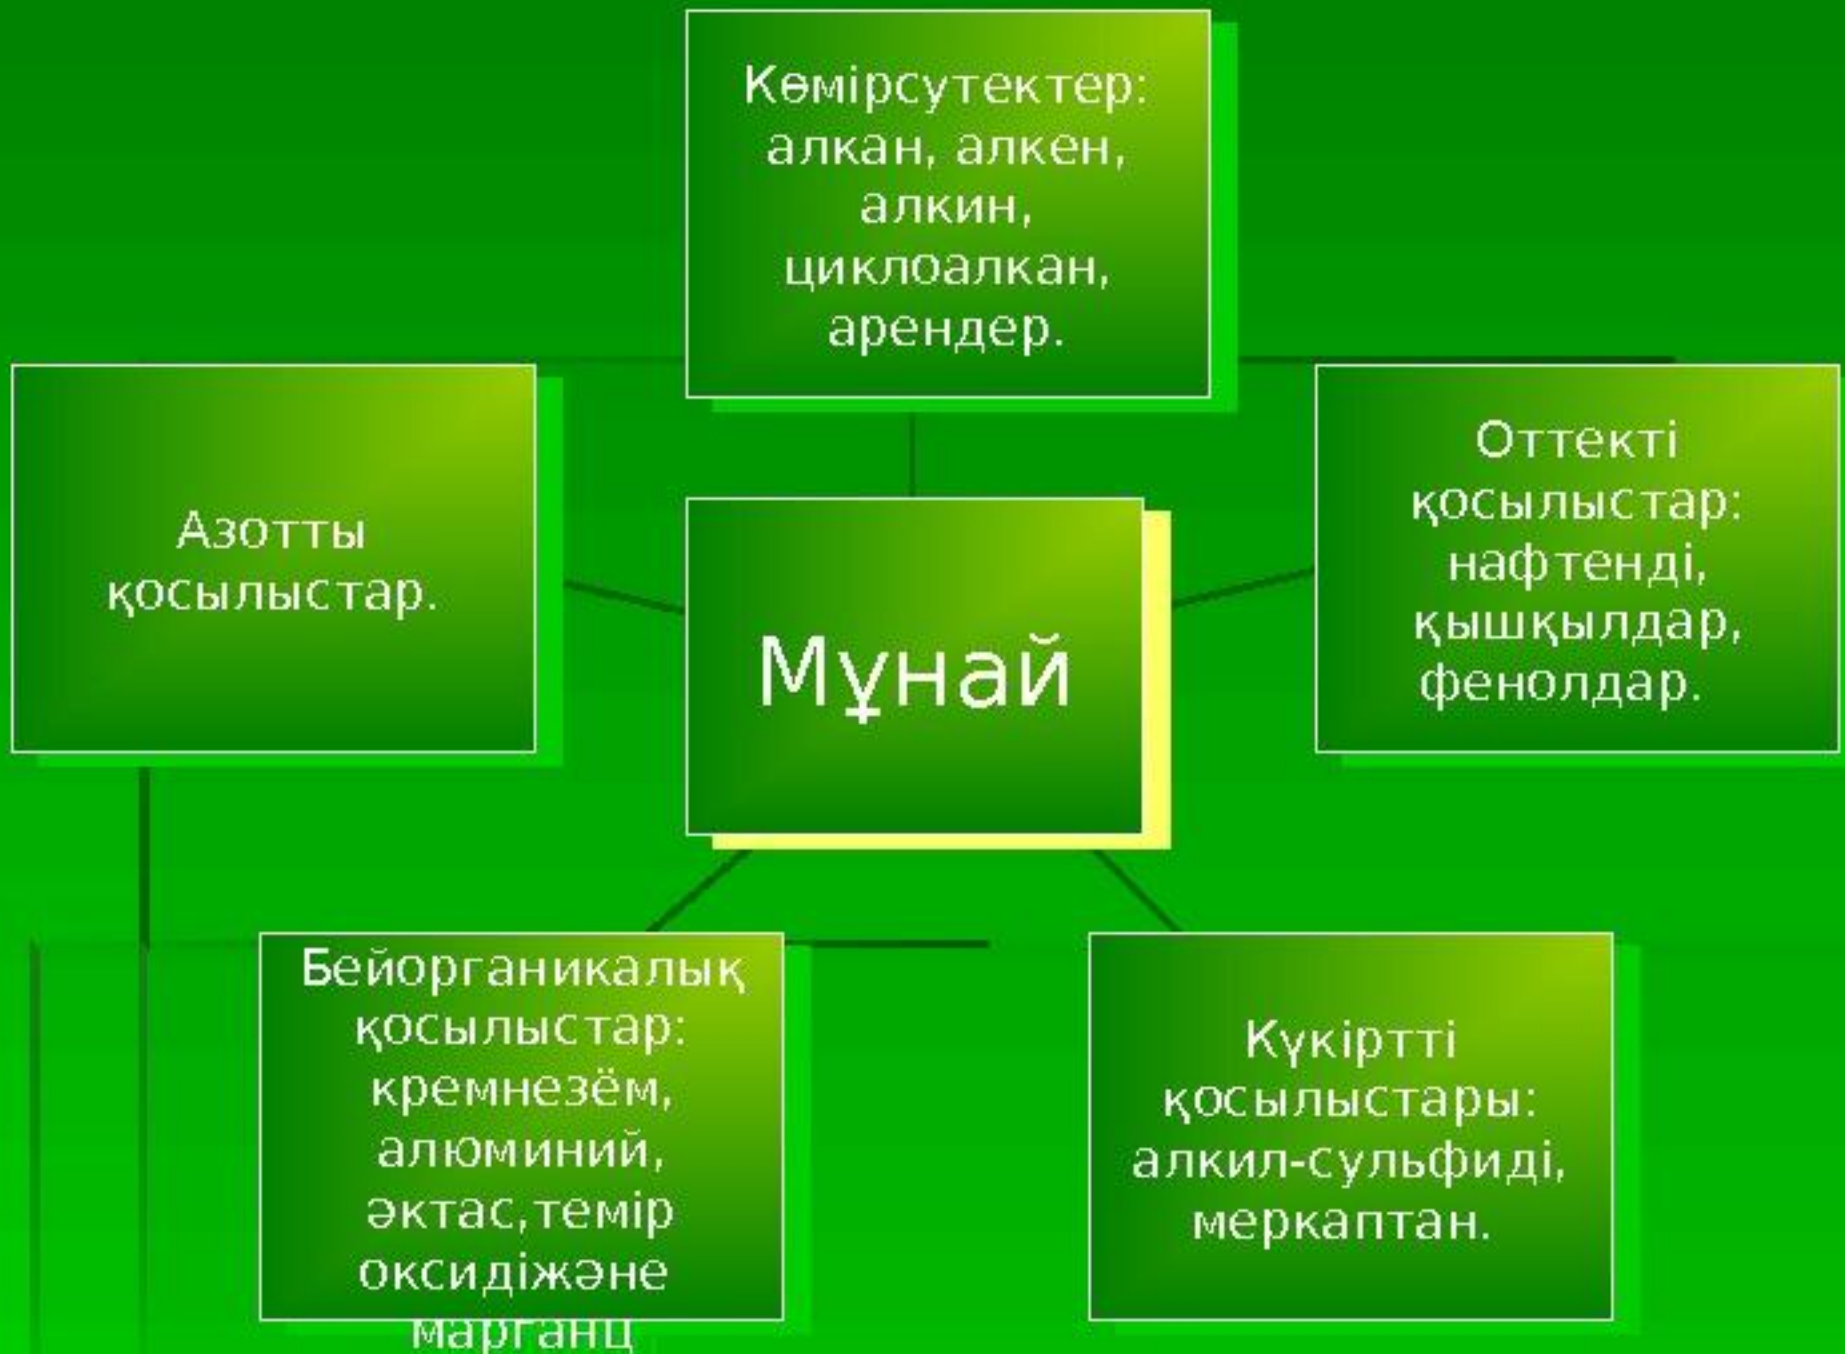 Көмірсутектер:
алкан, алкен,
алкин,
циклоалкан,
арендер.
Азотты
қосылыстар.
Мұнай
Оттекті
қосылыстар:
нафтенді,
қышқылдар,
фенолдар.
Бейорганикалық
қосылыстар:
кремнезём,
алюминий,
әктас,темір
оксидіжәне
марганц
Күкіртті
қосылыстары:
алкил-сульфиді,
меркаптан.